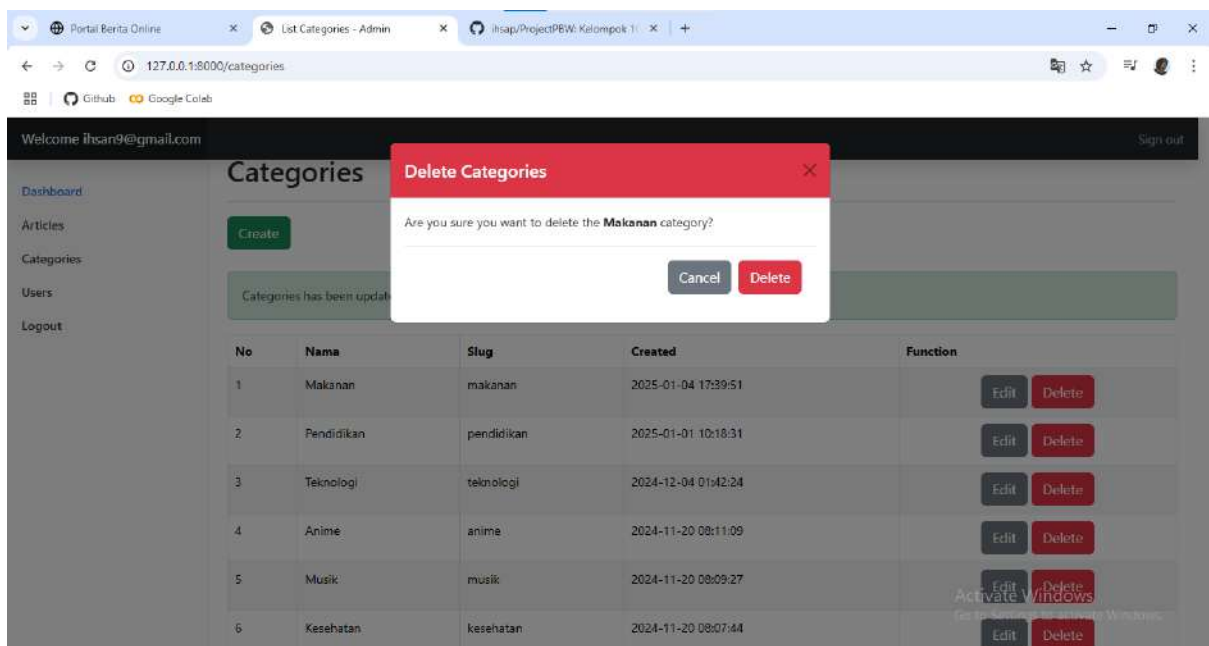 Portal Berita Online
List Categories - Admin
ihsap/ProjectPBW: Kelompok 1
127.0.0.1:8000/categories
Github
Google Colab
Welcome ihsan9@gmail.com
Sign out
Dashboard
Articles
Categories
Users
Logout
Categories
Create
Delete Categories
Are you sure you want to delete the Makanan category?
Cancel Delete
Categories has been updat
No Nama Slug Created Function
1 Makanan makanan 2025-01-04 17:39:51 Edit Delete
2 Pendidikan pendidikan 2025-01-01 10:18:31 Edit Delete
3 Teknologi teknologi 2024-12-04 01:42:24 Edit Delete
4 Anime anime 2024-11-20 08:11:09 Edit Delete
5 Musik musik 2024-11-20 08:09:27 Edit Delete
6 Kesehatan kesehatan 2024-11-20 08:07:44 Edit Delete
Activate Windows
Go to Settings to activate Windows.